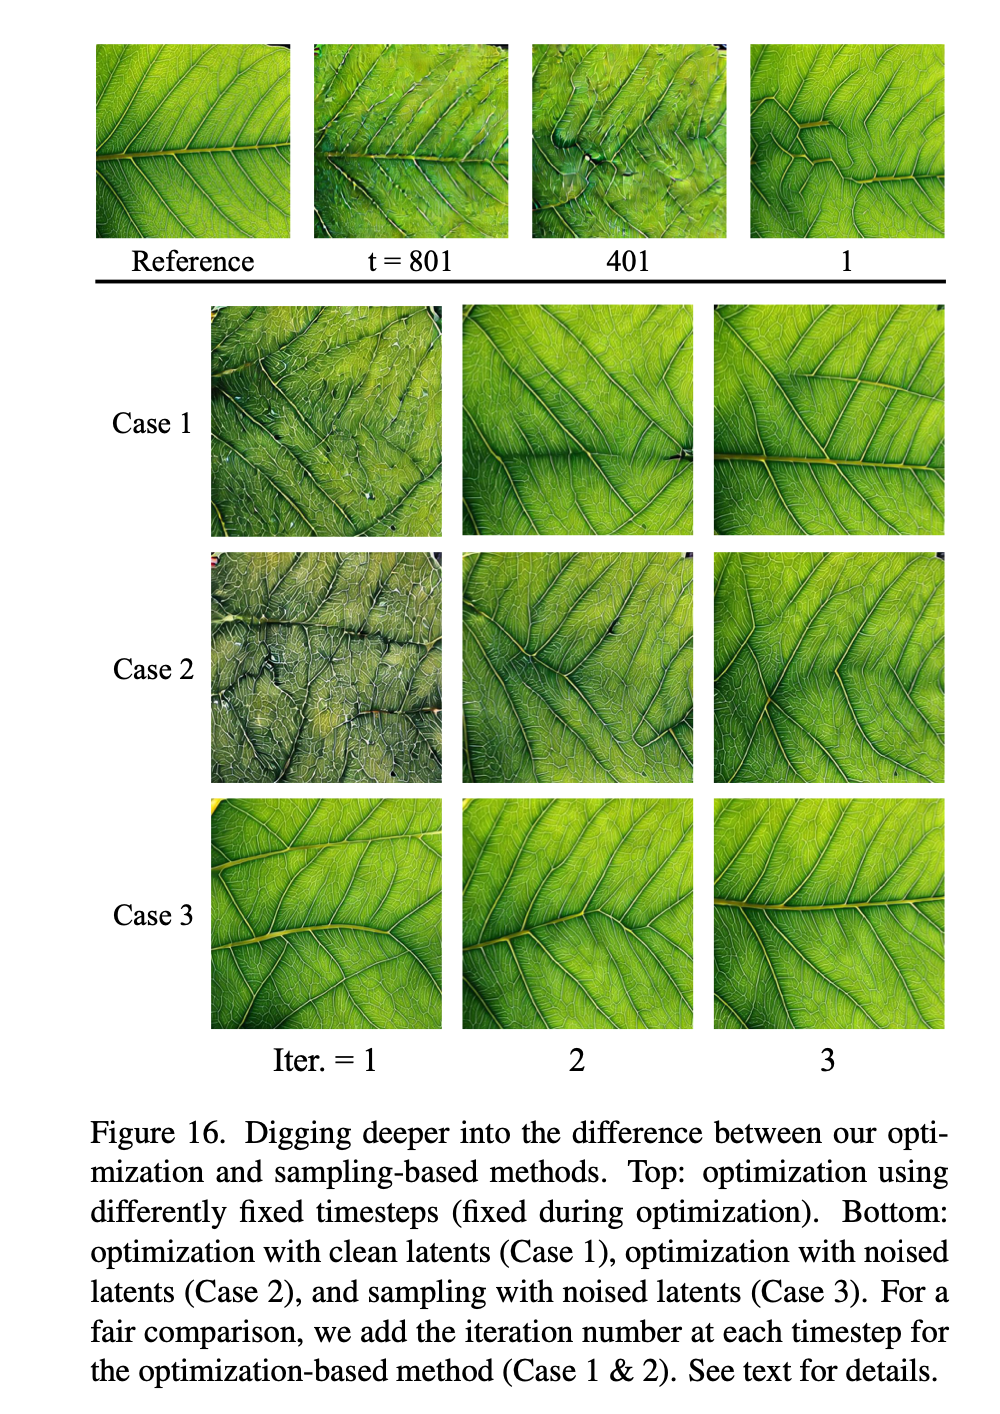 Reference
t = 801
401
1
Case 1
Case 2
Case 3
Iter. = 1
2
3
Figure 16. Digging deeper into the difference between our opti-
mization and sampling-based methods. Top: optimization using
differently fixed timesteps (fixed during optimization). Bottom:
optimization with clean latents (Case 1), optimization with noised
latents (Case 2), and sampling with noised latents (Case 3). For a
fair comparison, we add the iteration number at each timestep for
the optimization-based method (Case 1 & 2). See text for details.